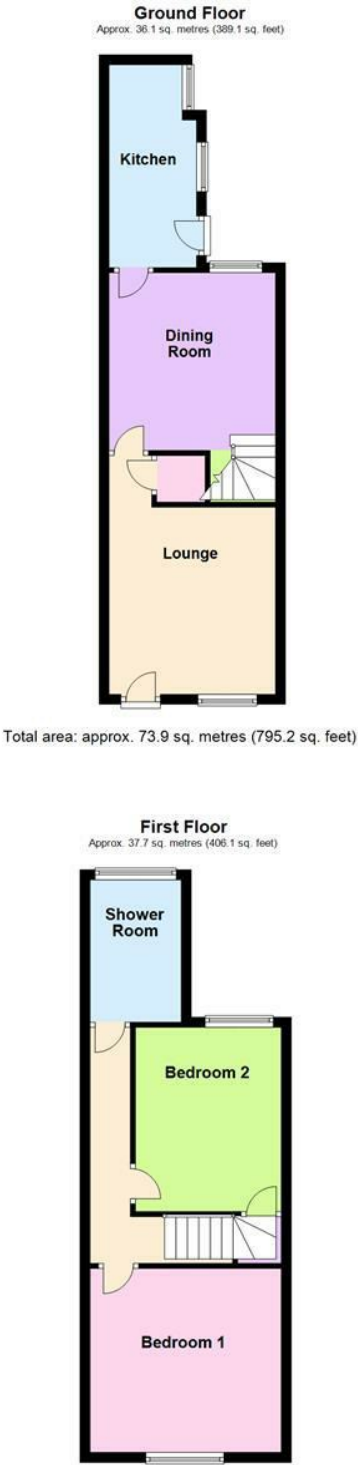 Ground Floor
Approx. 36.1 sq. metres (389.1 sq. feet)
Kitchen
Dining
Room
Lounge
Total area: approx. 73.9 sq. metres (795.2 sq. feet)
First Floor
Approx. 37.7 sq. metres (406.1 sq. feet)
Shower
Room
Bedroom 2
Bedroom 1